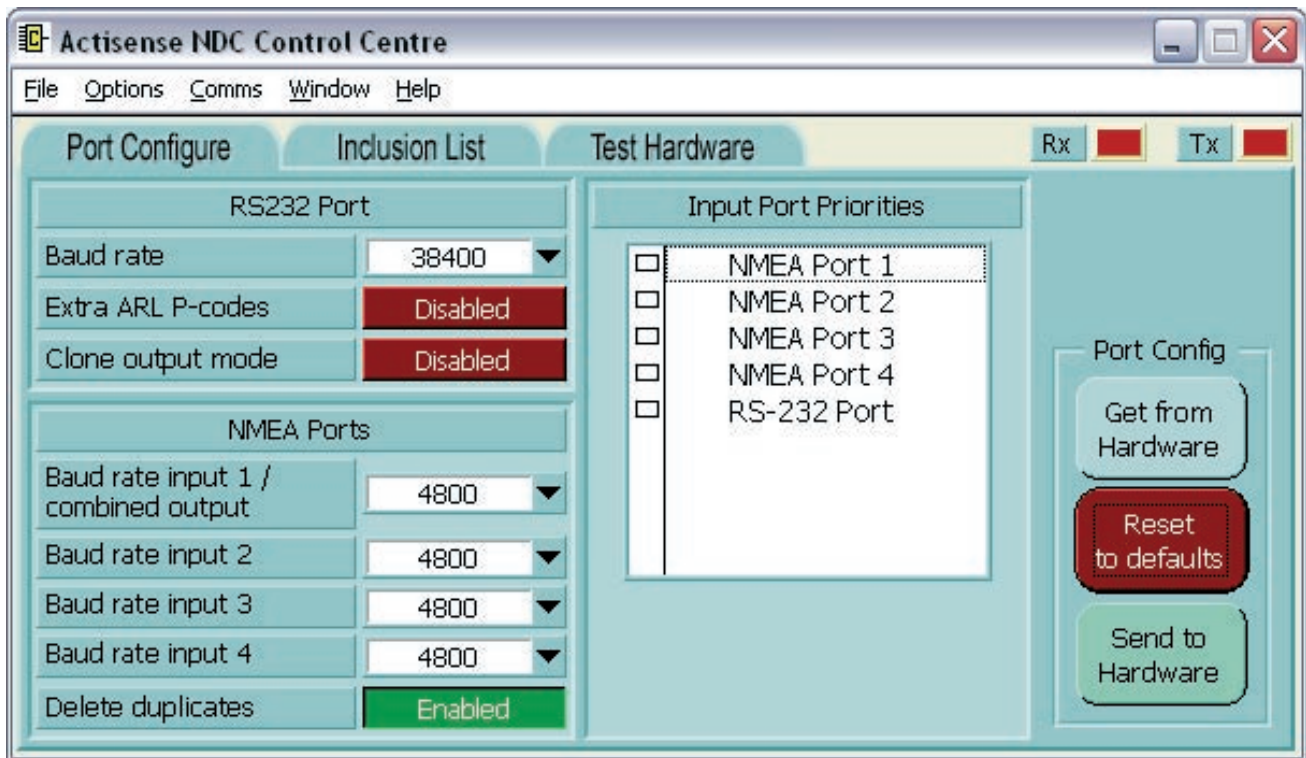 Actisense NDC Control Centre
File Options Comms Window Help
Port Configure Inclusion List Test Hardware Rx Tx
RS232 Port
Baud rate 38400
Extra ARL P-codes Disabled
Clone output mode Disabled
NMEA Ports
Baud rate input 1 /
combined output
4800
Baud rate input 2 4800
Baud rate input 3 4800
Baud rate input 4 4800
Delete duplicates Enabled
Input Port Priorities
NMEA Port 1
NMEA Port 2
NMEA Port 3
NMEA Port 4
RS-232 Port
Port Config
Get from
Hardware
Reset
to defaults
Send to
Hardware